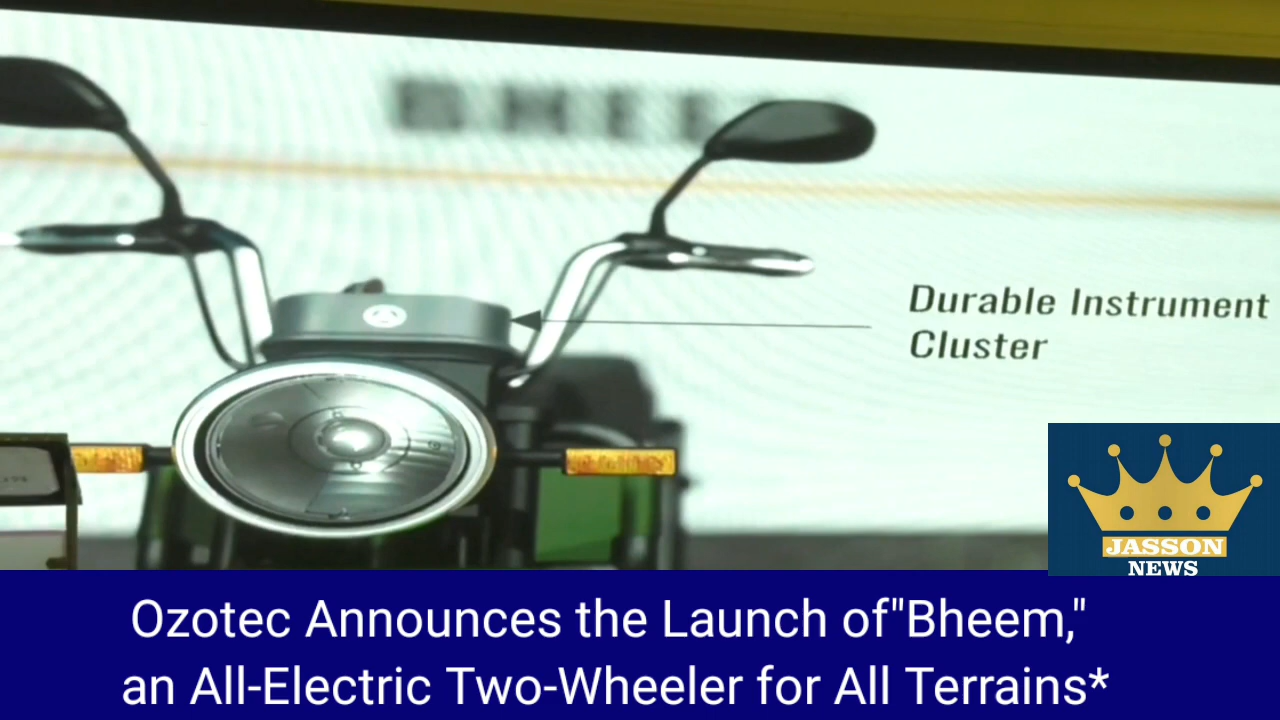 Durable Instrument
Cluster
JASSON
NEWS
Ozotec Announces the Launch of"Bheem,"
an All-Electric Two-Wheeler for All Terrains*